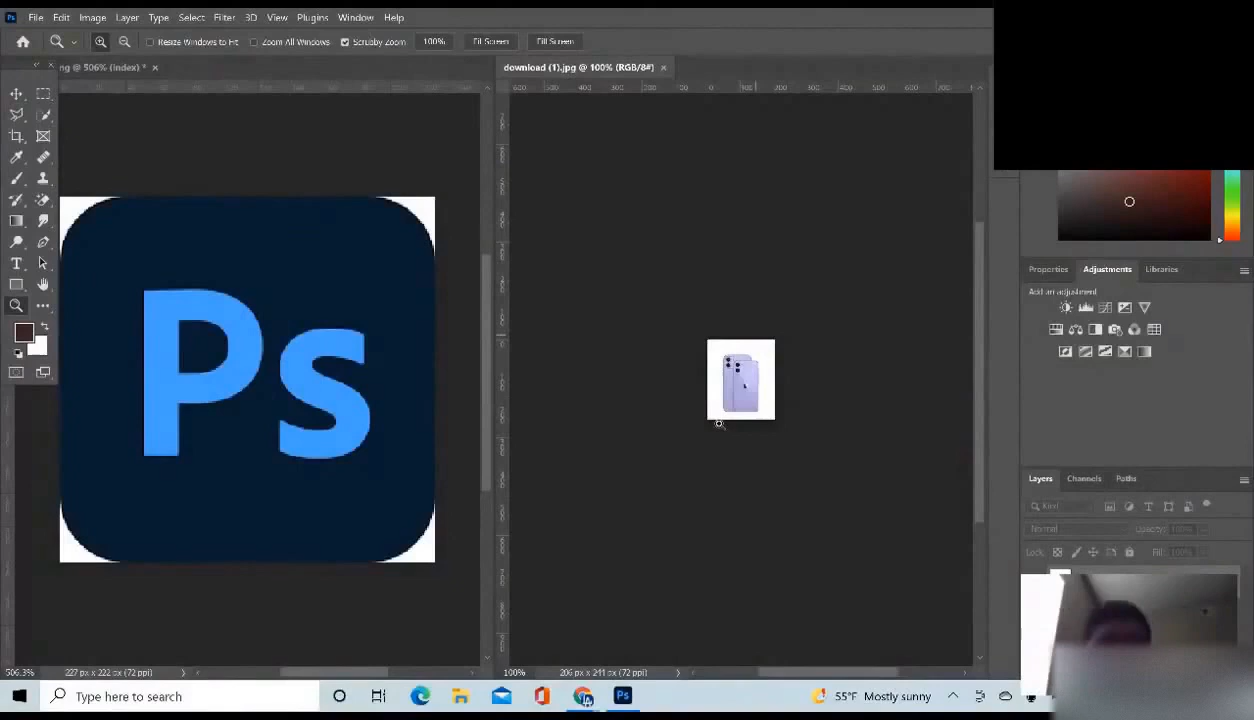 Ps File Edit Image Layer Type Select Filter 3D View Plugins Window Help
Resize Windows to Fit Zoom All Windows Scrubby Zoom 100% Fit Screen Fill Screen
ng @ 506% (Index) * ×
download (1).jpg @ 100% (RGB/8#) ×
Properties Adjustments Libraries
Add an adjustment
Ps
Layers Channels Paths
Kind
Normal Opacity: 100%
Lock: Fill: 100%
506.3% 227 px x 222 px (72 ppi)
100% 206 px x 241 px (72 ppi)
Type here to search
Ps
55°F Mostly sunny